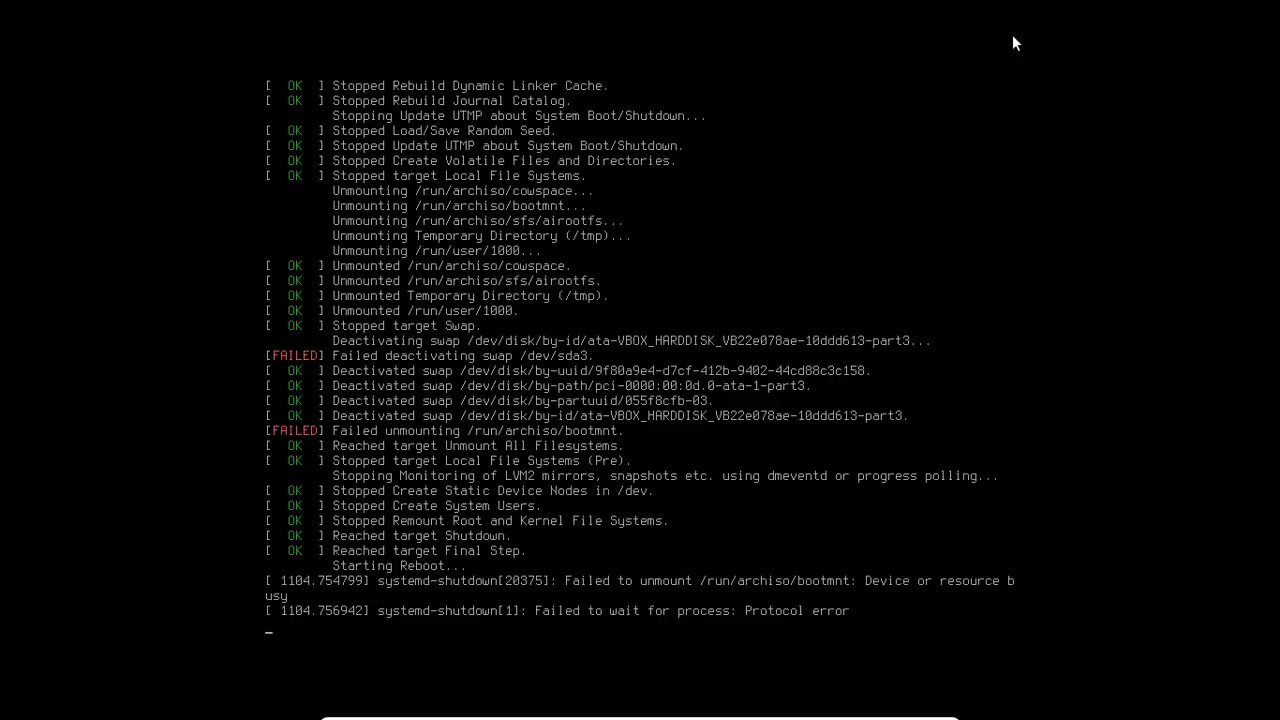 [  OK  ] Stopped Rebuild Dynamic Linker Cache.
[  OK  ] Stopped Rebuild Journal Catalog.
Stopping Update UTMP about System Boot/Shutdown...
[  OK  ] Stopped Load/Save Random Seed.
[  OK  ] Stopped Update UTMP about System Boot/Shutdown.
[  OK  ] Stopped Create Volatile Files and Directories.
[  OK  ] Stopped target Local File Systems.
Unmounting /run/archiso/cowspace...
Unmounting /run/archiso/bootmnt...
Unmounting /run/archiso/sfs/airootfs...
Unmounting Temporary Directory (/tmp)...
Unmounting /run/user/1000...
[  OK  ] Unmounted /run/archiso/cowspace.
[  OK  ] Unmounted /run/archiso/sfs/airootfs.
[  OK  ] Unmounted Temporary Directory (/tmp).
[  OK  ] Unmounted /run/user/1000.
[  OK  ] Stopped target Swap.
Deactivating swap /dev/disk/by-id/ata-VBOX_HARDDISK_VB22e078ae-10ddd613-part3...
[FAILED] Failed deactivating swap /dev/sda3.
[  OK  ] Deactivated swap /dev/disk/by-uuid/9f80a9e4-d7cf-412b-9402-44cd88c3c158.
[  OK  ] Deactivated swap /dev/disk/by-path/pci-0000:00:0d.0-ata-1-part3.
[  OK  ] Deactivated swap /dev/disk/by-partuuid/055f8cfb-03.
[  OK  ] Deactivated swap /dev/disk/by-id/ata-VBOX_HARDDISK_VB22e078ae-10ddd613-part3.
[FAILED] Failed unmounting /run/archiso/bootmnt.
[  OK  ] Reached target Unmount All Filesystems.
[  OK  ] Stopped target Local File Systems (Pre).
Stopping Monitoring of LVM2 mirrors, snapshots etc. using dmeventd or progress polling...
[  OK  ] Stopped Create Static Device Nodes in /dev.
[  OK  ] Stopped Create System Users.
[  OK  ] Stopped Remount Root and Kernel File Systems.
[  OK  ] Reached target Shutdown.
[  OK  ] Reached target Final Step.
Starting Reboot...
[ 1104.754799] systemd-shutdown[20375]: Failed to unmount /run/archiso/bootmnt: Device or resource b
usy
[ 1104.756942] systemd-shutdown[1]: Failed to wait for process: Protocol error